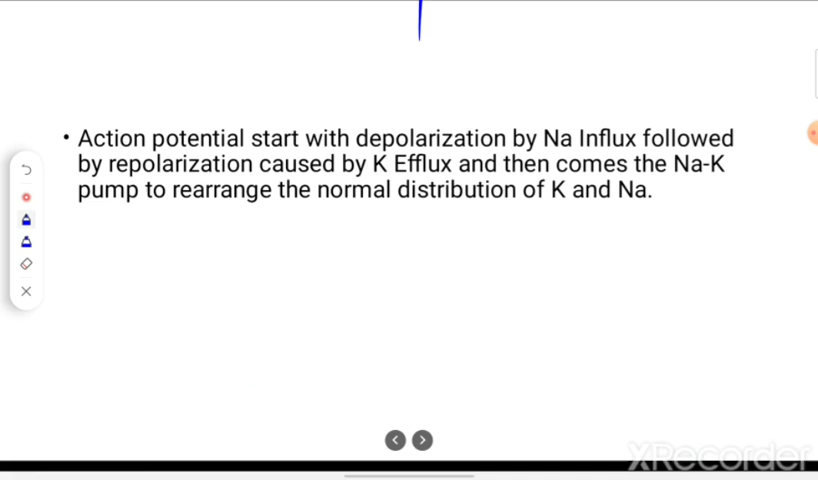 • Action potential start with depolarization by Na Influx followed
by repolarization caused by K Efflux and then comes the Na-K
pump to rearrange the normal distribution of K and Na.
XRecorder